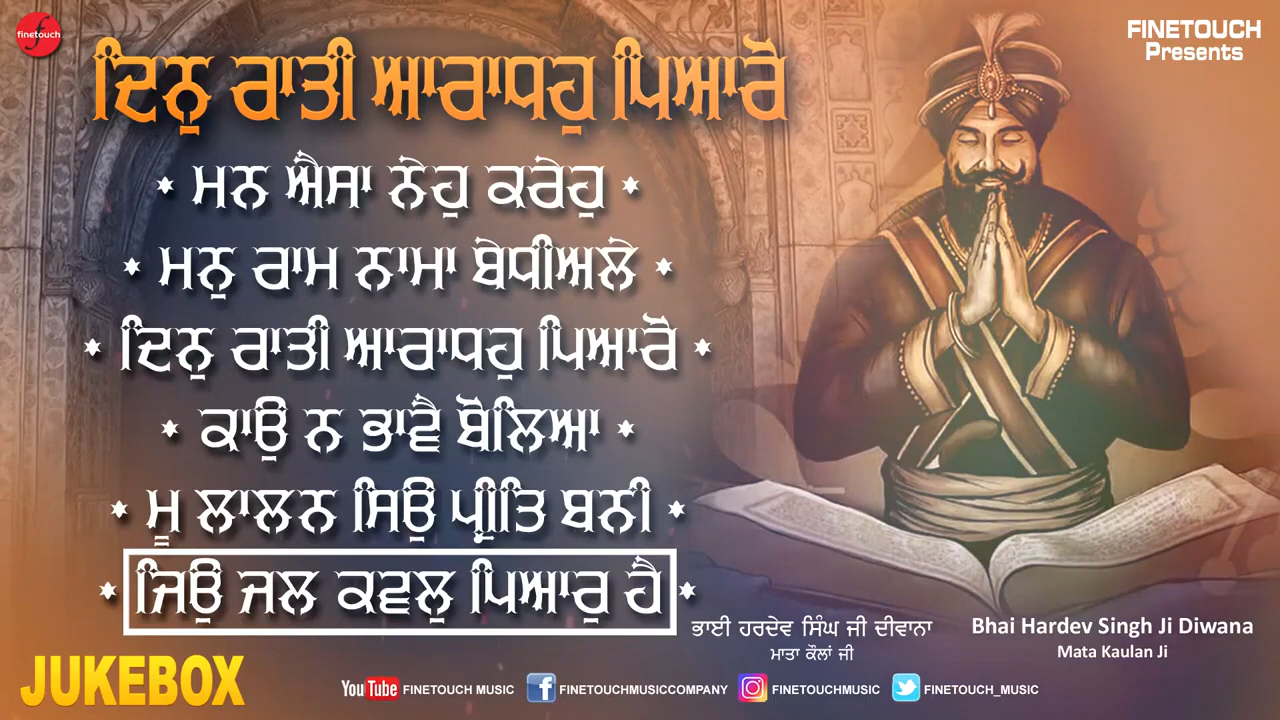 finetouch
FINETOUCH
Presents
ਦਿਨੁ ਰਾਤੀ ਆਰਾਧਹੁ ਪਿਆਰੋ
* ਮਨ ਐਸਾ ਨੇਹੁ ਕਰੇਹੁ *
* ਮਨੁ ਰਾਮ ਨਾਮਾ ਬੇਧੀਅਲੇ *
* ਦਿਨੁ ਰਾਤੀ ਆਰਾਧਹੁ ਪਿਆਰੋ *
* ਕਾਉ ਨ ਭਾਵੈ ਬੋਲਿਆ *
* ਮੂ ਲਾਲਨ ਸਿਉ ਪ੍ਰੀਤਿ ਬਨੀ *
* ਜਿਉ ਜਲ ਕਵਲੁ ਪਿਆਰੁ ਹੈ *
ਭਾਈ ਹਰਦੇਵ ਸਿੰਘ ਜੀ ਦੀਵਾਨਾ
ਮਾਤਾ ਕੌਲਾਂ ਜੀ
Bhai Hardev Singh Ji Diwana
Mata Kaulan Ji
JUKEBOX
YouTube FINETOUCH MUSIC f FINETOUCHMUSICCOMPANY FINETOUCHMUSIC FINETOUCH_MUSIC